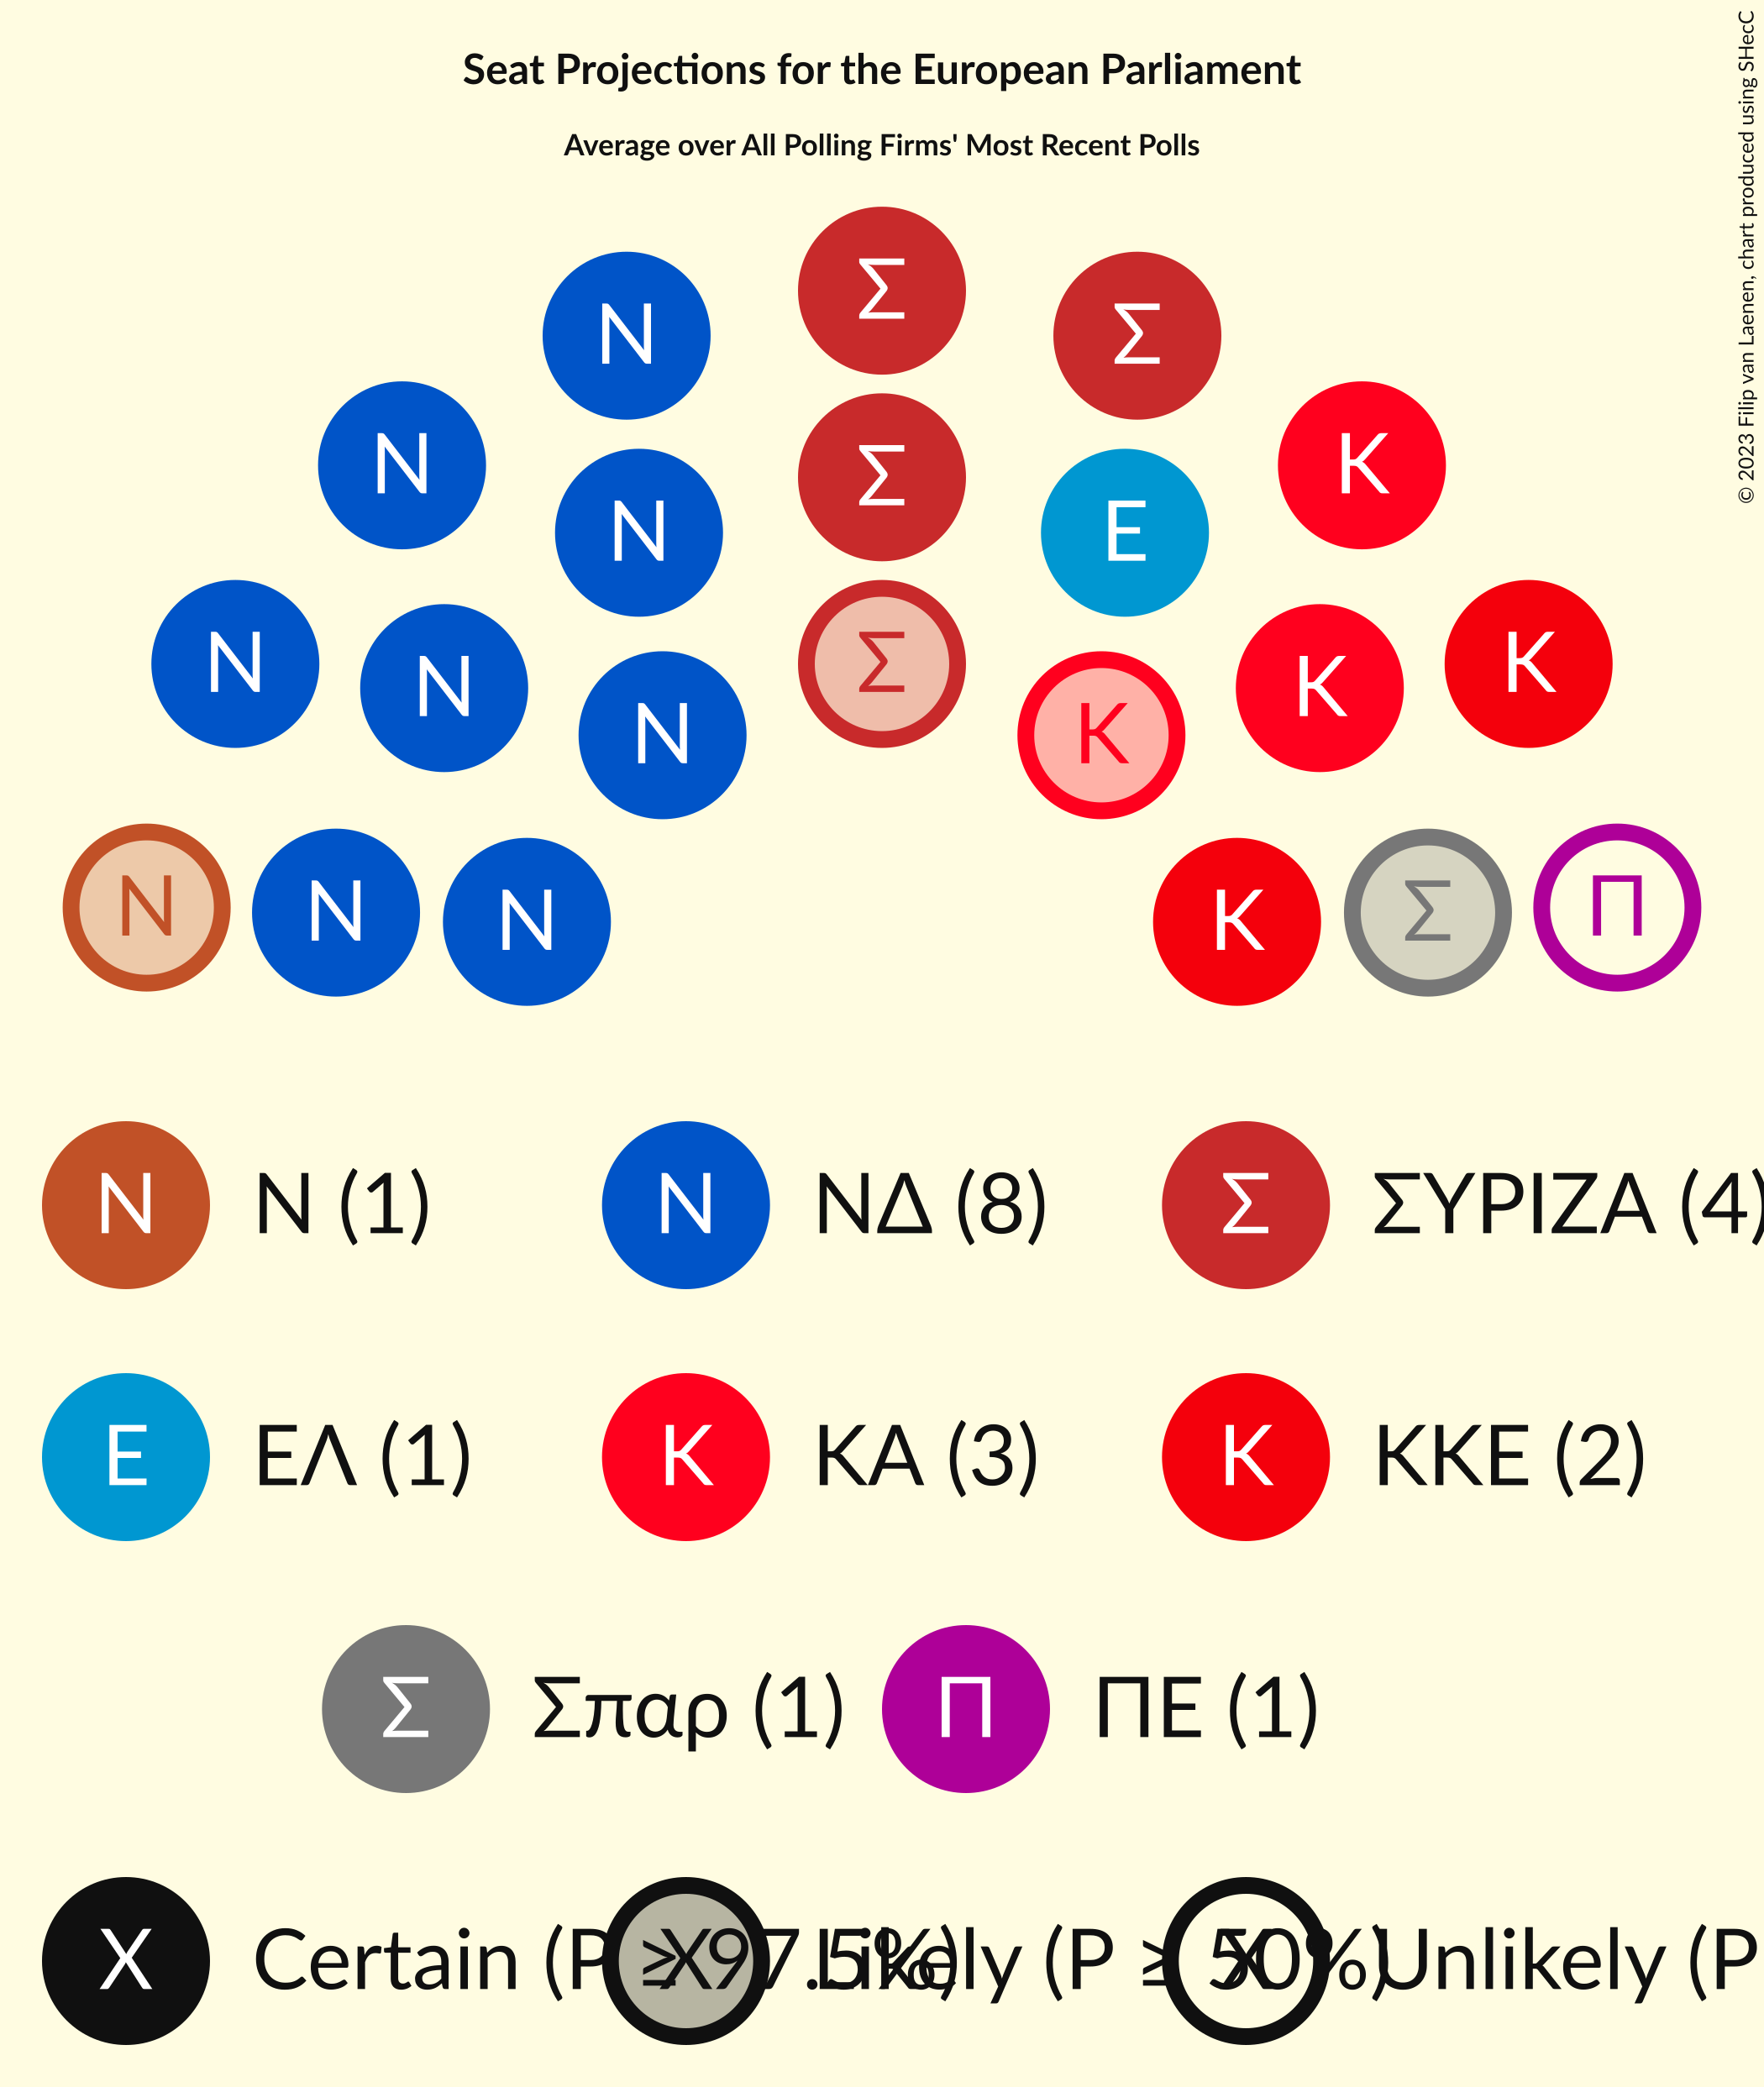 Seat Projections for the European Parliament
Average over All Polling Firms' Most Recent Polls
© 2023 Filip van Laenen, chart produced using SHecC
Σ
Ν Σ
Ν Σ Κ
Ν Ε
Ν Ν Σ Κ Κ
Ν Κ
Ν Ν Ν Κ Σ Π
Ν Ν (1) Ν ΝΔ (8) Σ ΣΥΡΙΖΑ (4)
Ε ΕΛ (1) Κ ΚΑ (3) Κ ΚΚΕ (2)
Σ Σπαρ (1) Π ΠΕ (1)
X Certain (P ≥ 97.5%) X Likely (P ≥ 50%) X Unlikely (P